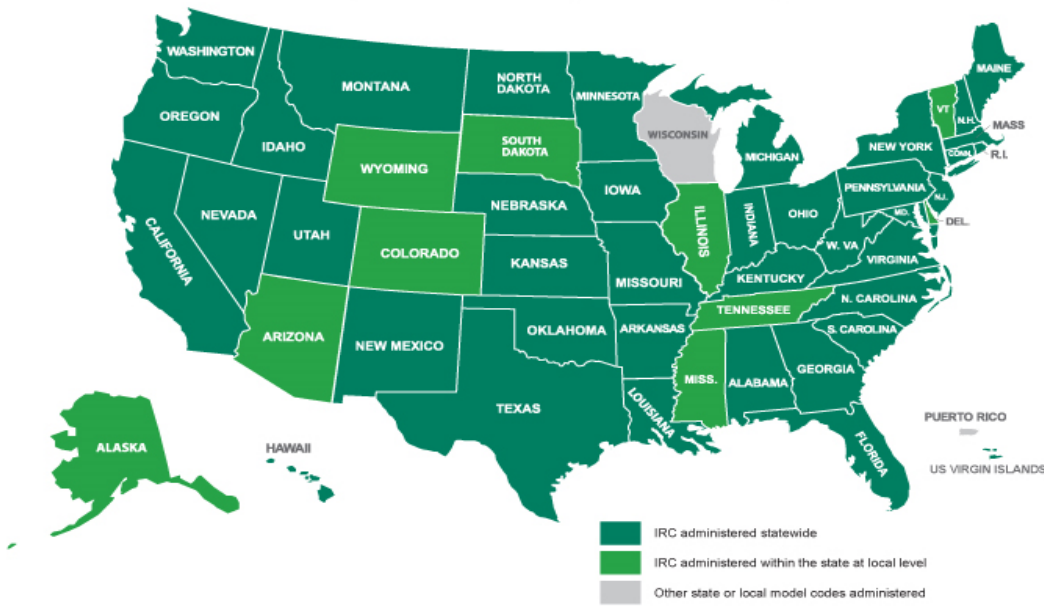 WASHINGTON
MONTANA
NORTH
DAKOTA
MINNESOTA
MAINE
VT
N.H.
OREGON
IDAHO
SOUTH
DAKOTA
WISCONSIN
MICHIGAN
NEW YORK
MASS
CONN.
R.I.
WYOMING
IOWA
PENNSYLVANIA
N.J.
NEBRASKA
NEVADA
UTAH
ILLINOIS
INDIANA
OHIO
MD.
DEL.
CALIFORNIA
COLORADO
KANSAS
MISSOURI
W. VA
VIRGINIA
KENTUCKY
N. CAROLINA
TENNESSEE
ARIZONA
NEW MEXICO
OKLAHOMA
ARKANSAS
S. CAROLINA
MISS.
ALABAMA
GEORGIA
TEXAS
LOUISIANA
FLORIDA
ALASKA
HAWAII
PUERTO RICO
US VIRGIN ISLANDS
IRC administered statewide
IRC administered within the state at local level
Other state or local model codes administered